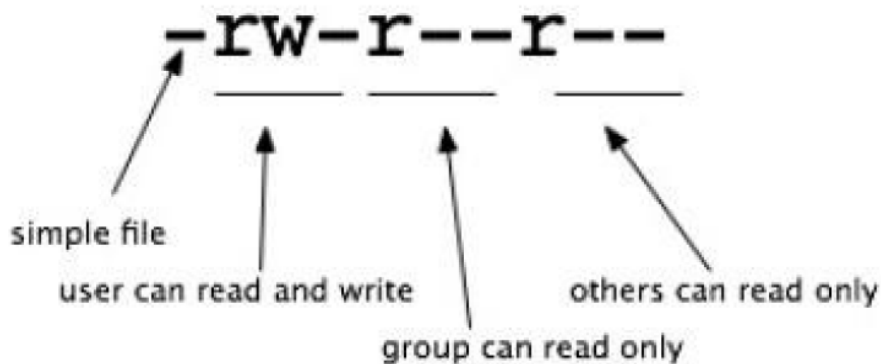 -rw-r--r--
simple file
user can read and write
others can read only
group can read only